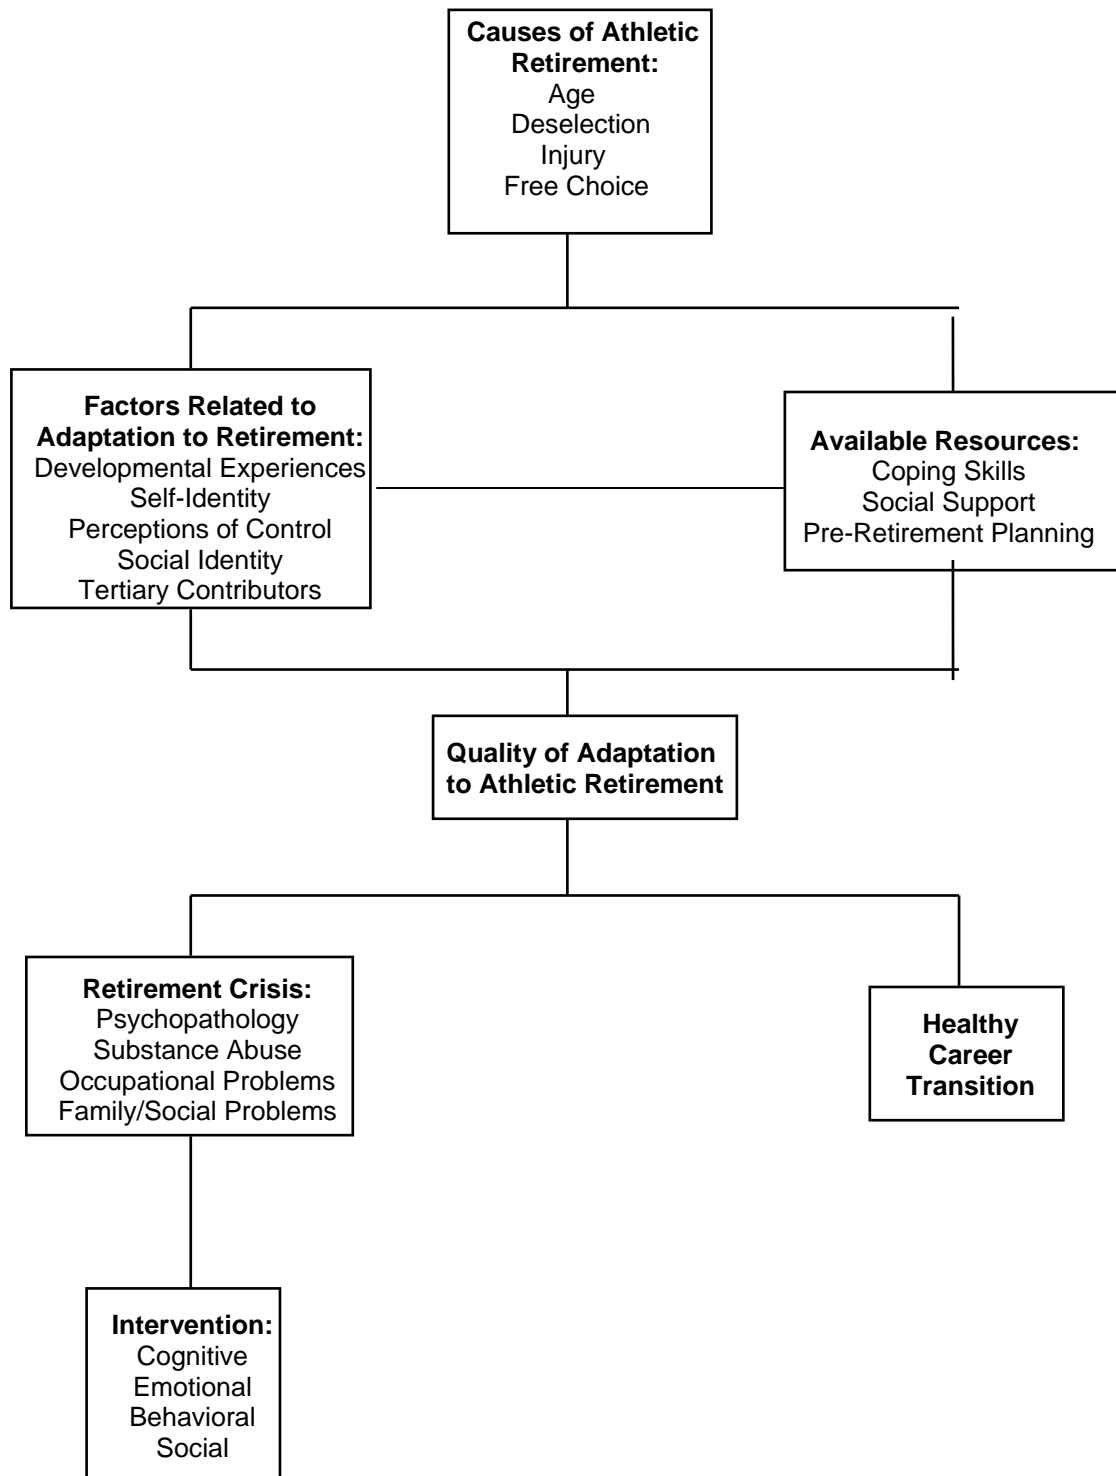 Causes of Athletic
Retirement:
Age
Deselection
Injury
Free Choice
Factors Related to
Adaptation to Retirement:
Developmental Experiences
Self-Identity
Perceptions of Control
Social Identity
Tertiary Contributors
Available Resources:
Coping Skills
Social Support
Pre-Retirement Planning
Quality of Adaptation
to Athletic Retirement
Retirement Crisis:
Psychopathology
Substance Abuse
Occupational Problems
Family/Social Problems
Healthy
Career
Transition
Intervention:
Cognitive
Emotional
Behavioral
Social